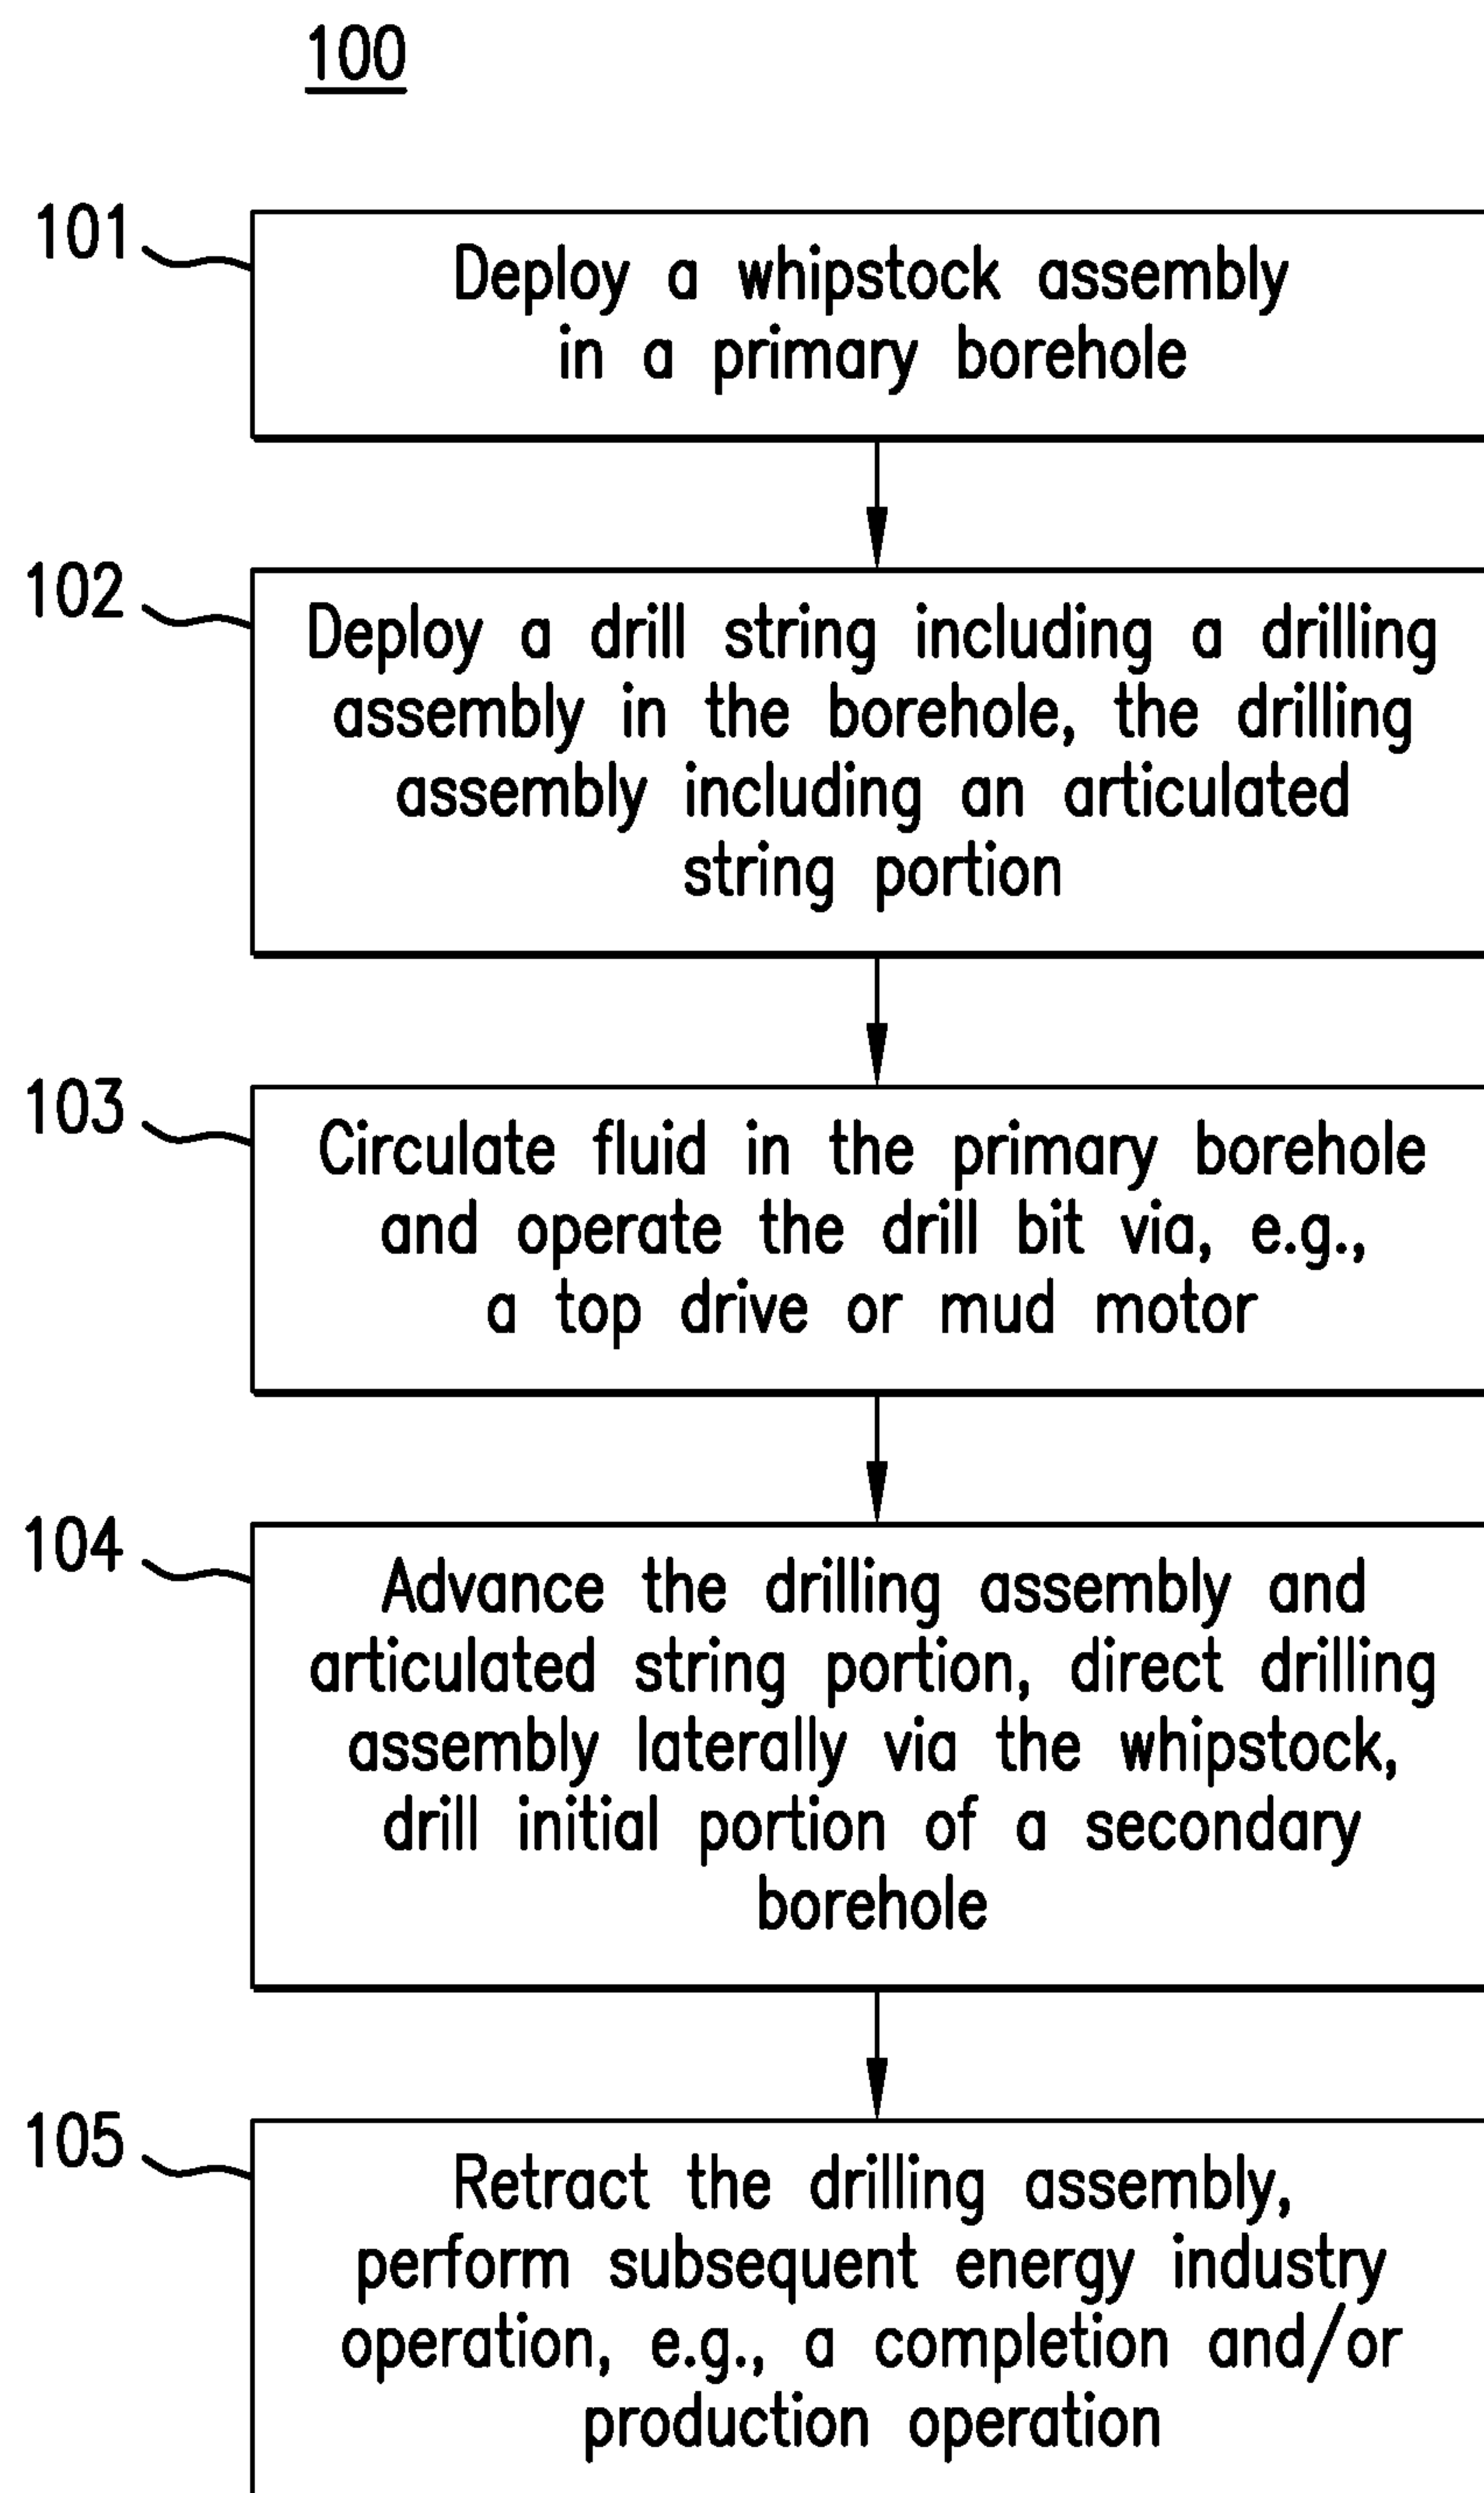 100
101
Deploy a whipstock assembly
in a primary borehole
102
Deploy a drill string including a drilling
assembly in the borehole, the drilling
assembly including an articulated
string portion
103
Circulate fluid in the primary borehole
and operate the drill bit via, e.g.,
a top drive or mud motor
104
Advance the drilling assembly and
articulated string portion, direct drilling
assembly laterally via the whipstock,
drill initial portion of a secondary
borehole
105
Retract the drilling assembly,
perform subsequent energy industry
operation, e.g., a completion and/or
production operation